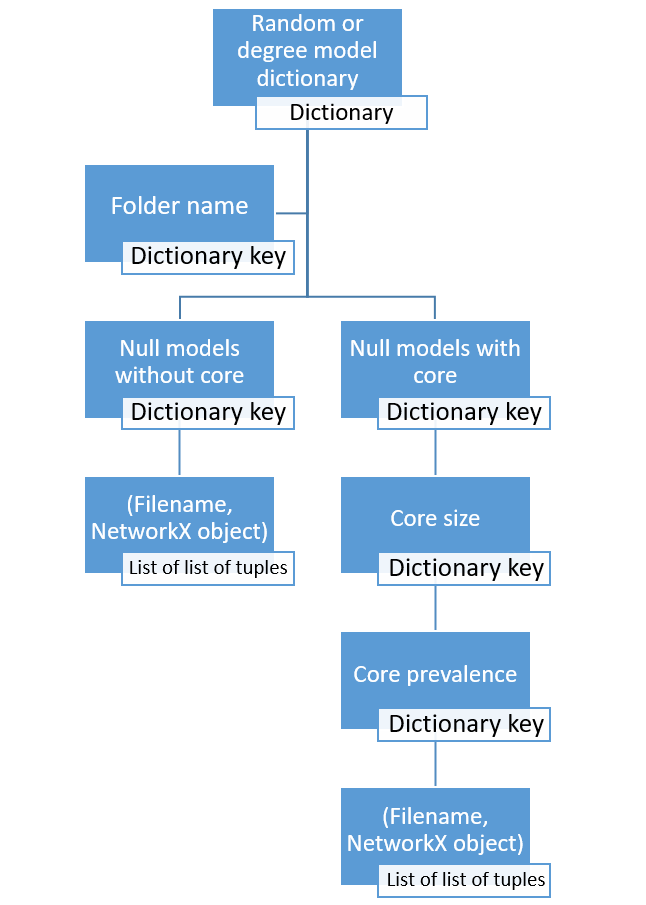 Random or
degree model
dictionary
Dictionary
Folder name
Dictionary key
Null models
without core
Dictionary key
Null models with
core
Dictionary key
(Filename,
NetworkX object)
List of list of tuples
Core size
Dictionary key
Core prevalence
Dictionary key
(Filename,
NetworkX object)
List of list of tuples